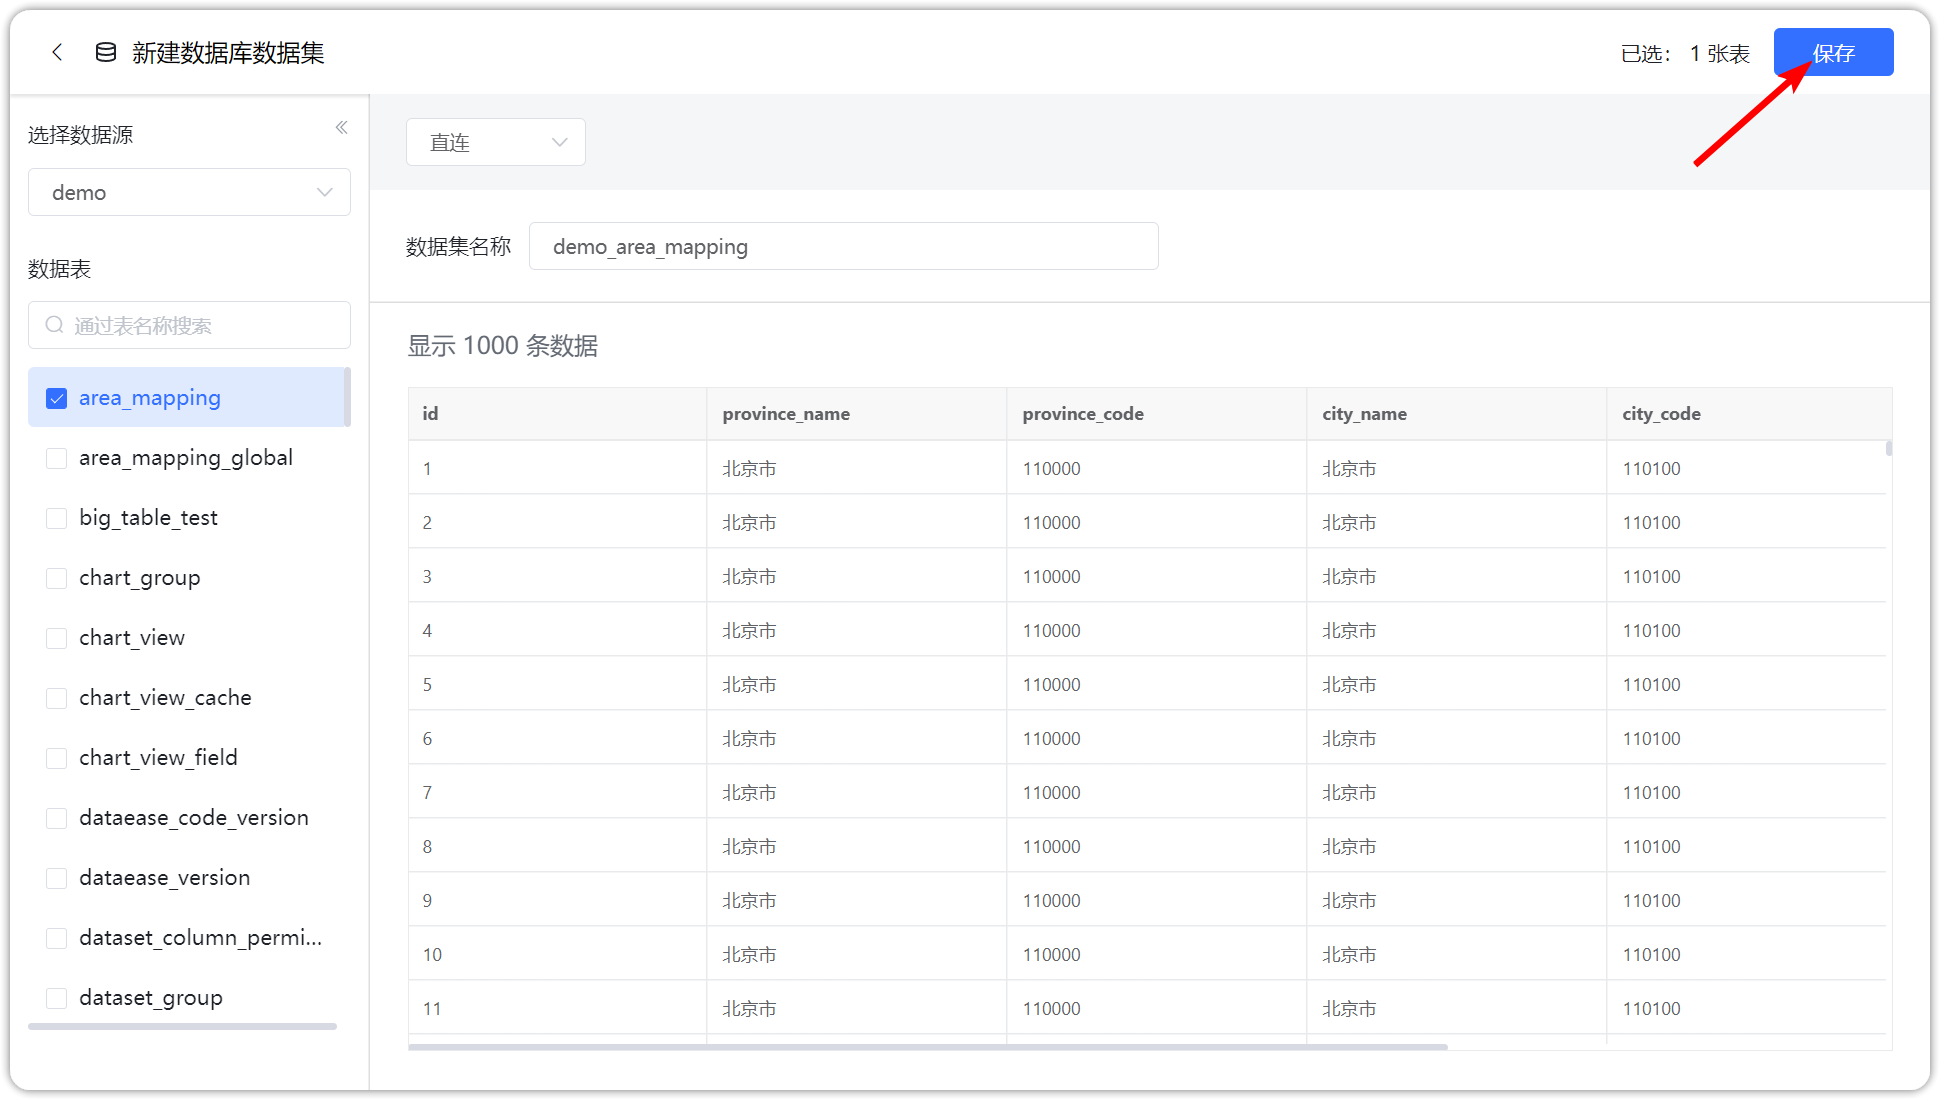 新建数据库数据集
已选： 1 张表
保存
选择数据源
demo
数据表
通过表名称搜索
area_mapping
area_mapping_global
big_table_test
chart_group
chart_view
chart_view_cache
chart_view_field
dataease_code_version
dataease_version
dataset_column_permi...
dataset_group
直连
数据集名称 demo_area_mapping
显示 1000 条数据
id province_name province_code city_name city_code
1 北京市 110000 北京市 110100
2 北京市 110000 北京市 110100
3 北京市 110000 北京市 110100
4 北京市 110000 北京市 110100
5 北京市 110000 北京市 110100
6 北京市 110000 北京市 110100
7 北京市 110000 北京市 110100
8 北京市 110000 北京市 110100
9 北京市 110000 北京市 110100
10 北京市 110000 北京市 110100
11 北京市 110000 北京市 110100